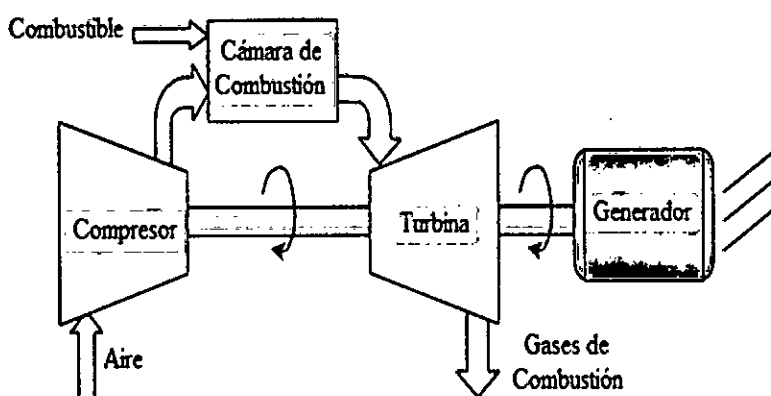 Combustible
Cámara de
Combustión
Compresor
Turbina
Generador
Aire
Gases de
Combustión